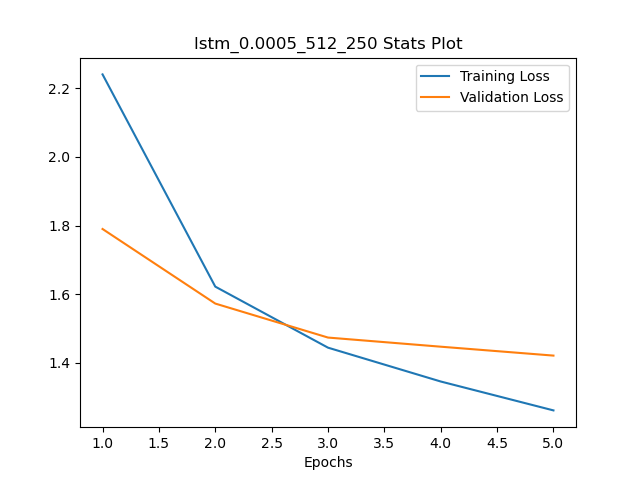 lstm_0.0005_512_250 Stats Plot
Training Loss
Validation Loss
2.2
2.0
1.8
1.6
1.4
1.0 1.5 2.0 2.5 3.0 3.5 4.0 4.5 5.0
Epochs